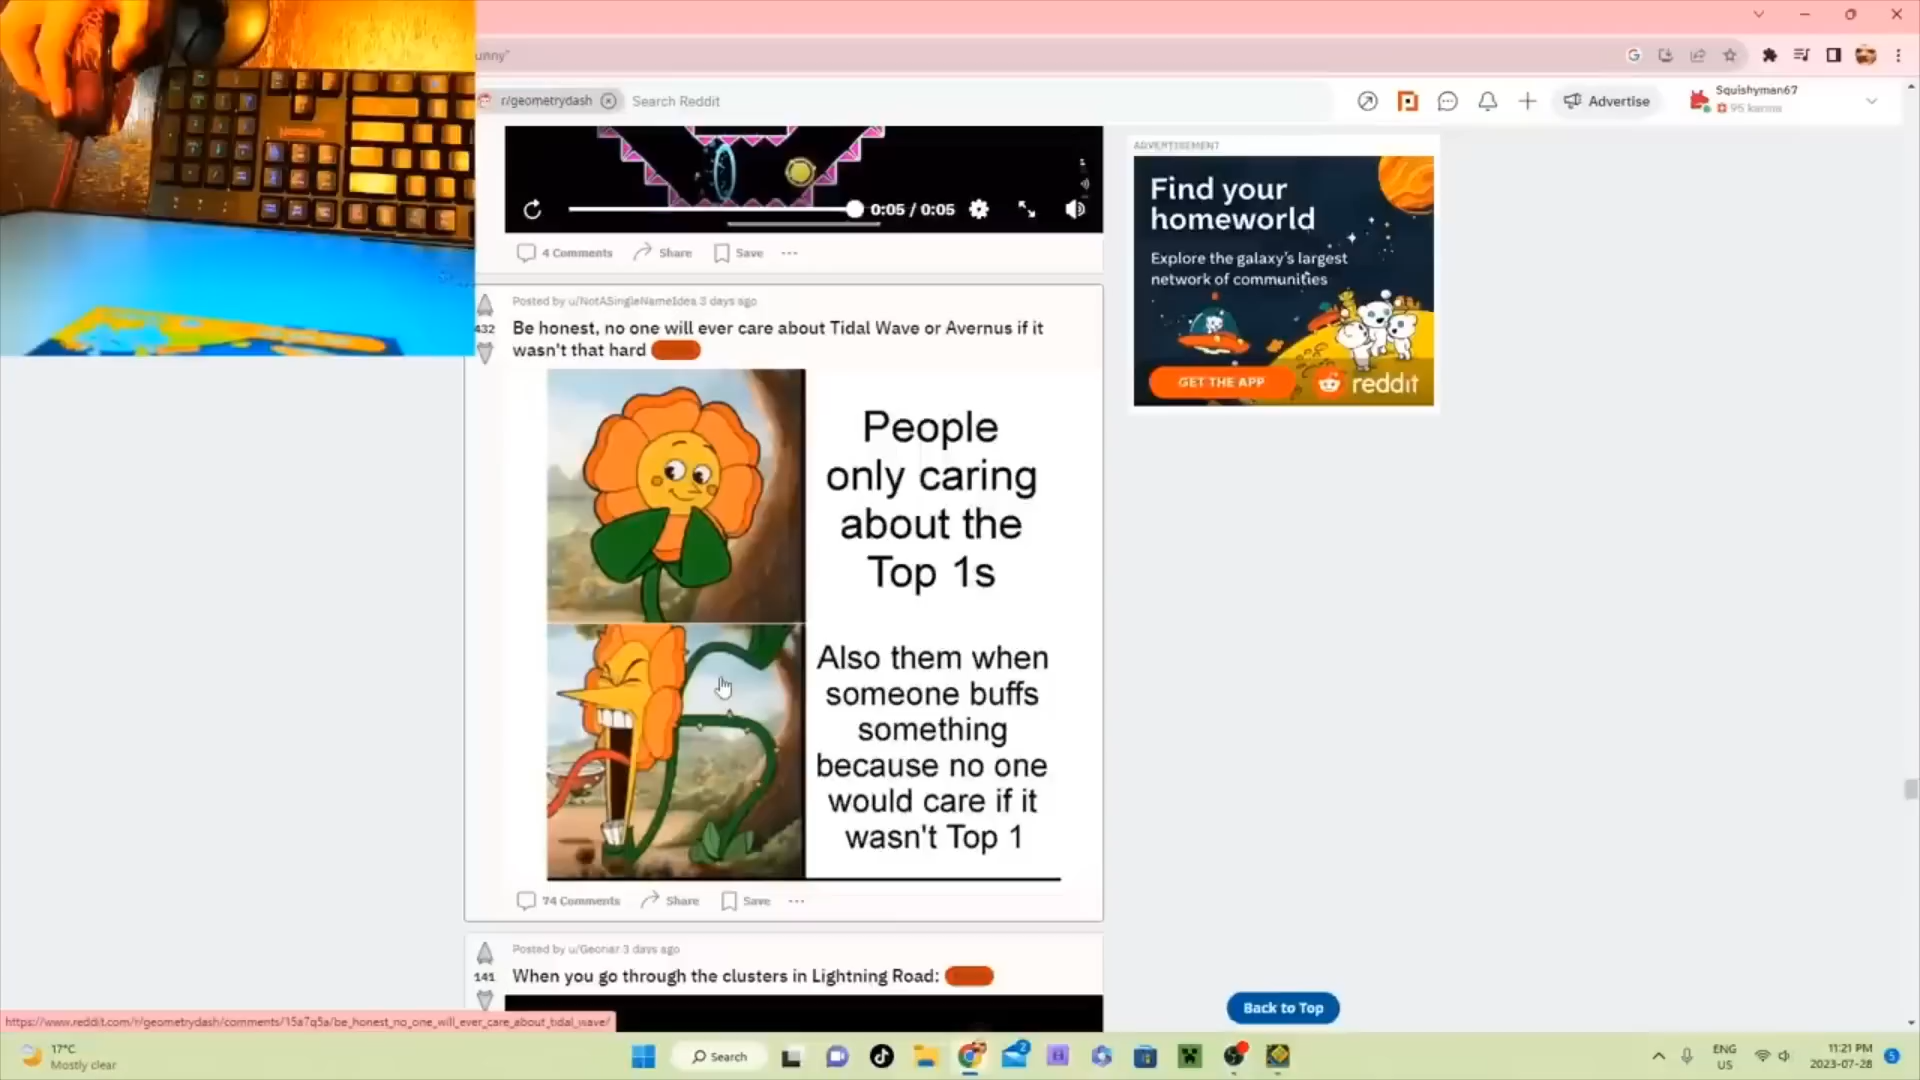 unny"
r/geometrydash
Search Reddit
Advertise
Squishyman67
95 karma
0:05 / 0:05
4 Comments
Share
Save
ADVERTISEMENT
Find your
homeworld
Explore the galaxy's largest
network of communities
GET THE APP
reddit
Posted by u/NotASingleNameIdea 3 days ago
432
Be honest, no one will ever care about Tidal Wave or Avernus if it
wasn't that hard
People
only caring
about the
Top 1s
Also them when
someone buffs
something
because no one
would care if it
wasn't Top 1
74 Comments
Share
Save
Posted by u/Geonar 3 days ago
141
When you go through the clusters in Lightning Road:
Back to Top
https://www.reddit.com/r/geometrydash/comments/15a7q5a/be_honest_no_one_will_ever_care_about_tidal_wave/
17°C
Mostly clear
Search
2
ENG
US
11:21 PM
2023-07-28
5